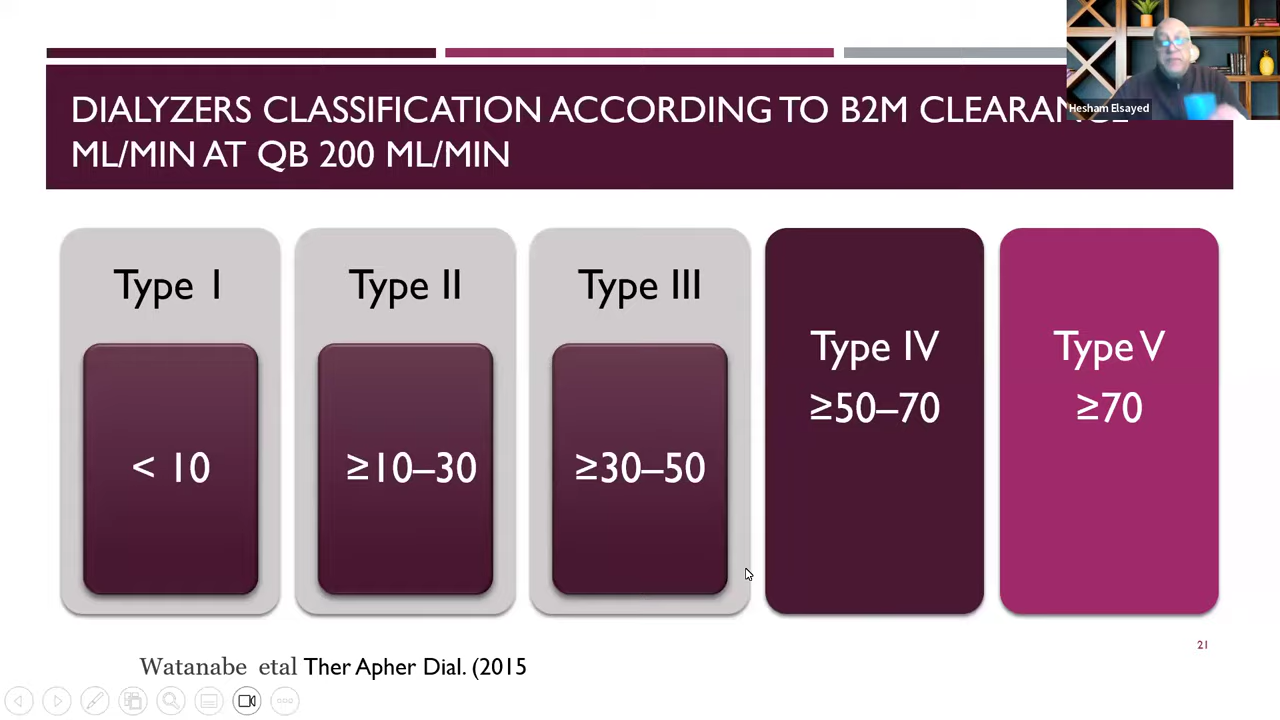 DIALYZERS CLASSIFICATION ACCORDING TO B2M CLEARANCE
ML/MIN AT QB 200 ML/MIN
Hesham Elsayed
Type 1
< 10
Type II
≥10–30
Type III
≥30–50
Type IV
≥50–70
Type V
≥70
21
Watanabe etal Ther Apher Dial. (2015